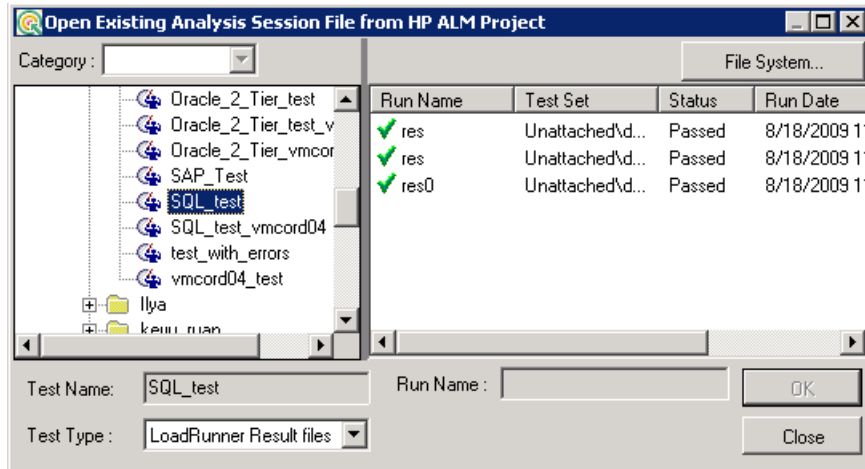 Open Existing Analysis Session File from HP ALM Project
Category :
File System...
Oracle_2_Tier_test
Oracle_2_Tier_test_v
Oracle_2_Tier_vmcor
SAP_Test
SQL_test
SQL_test_vmcord04
test_with_errors
vmcord04_test
Ilya
Run Name Test Set Status Run Date
res Unattached\d... Passed 8/18/2009 1
res Unattached\d... Passed 8/18/2009 1
res0 Unattached\d... Passed 8/18/2009 1
Test Name: SQL_test
Run Name :
OK
Test Type : LoadRunner Result files
Close